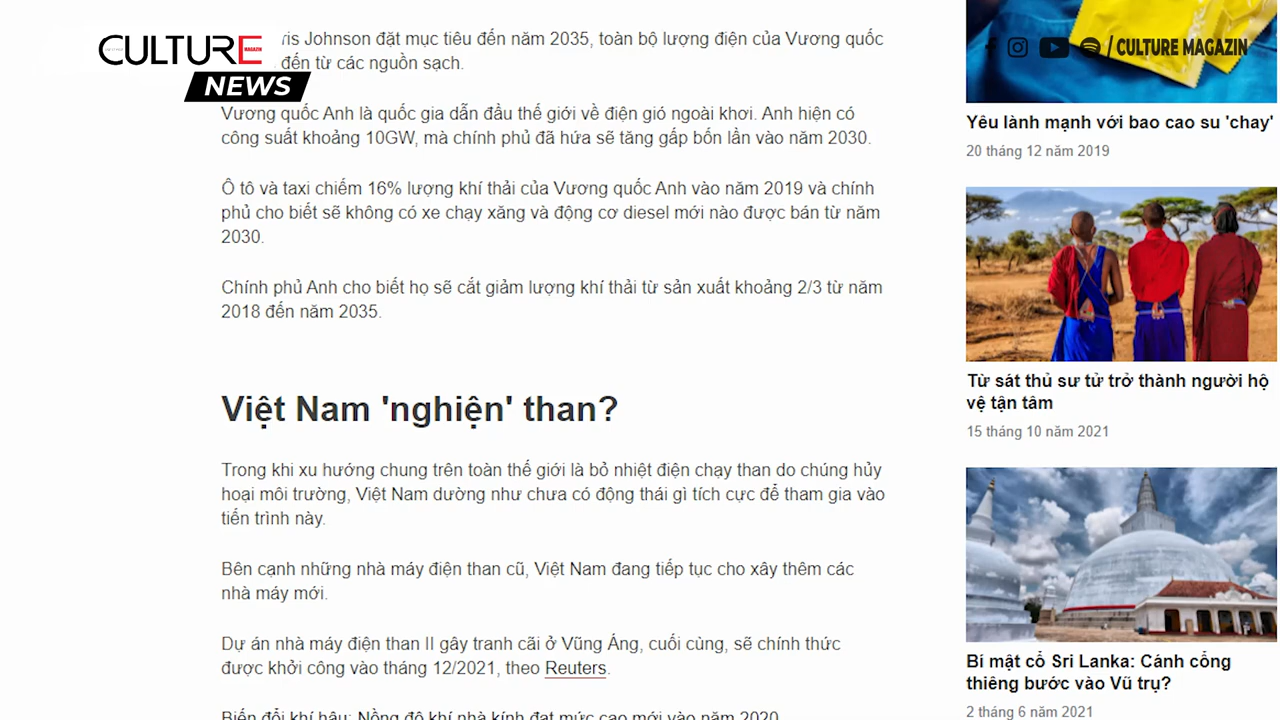 CULTURE
MAGAZIN
NEWS
Johnson đặt mục tiêu đến năm 2035, toàn bộ lượng điện của Vương quốc
đến từ các nguồn sạch.
Vương quốc Anh là quốc gia dẫn đầu thế giới về điện gió ngoài khơi. Anh hiện có
công suất khoảng 10GW, mà chính phủ đã hứa sẽ tăng gấp bốn lần vào năm 2030.
Ô tô và taxi chiếm 16% lượng khí thải của Vương quốc Anh vào năm 2019 và chính
phủ cho biết sẽ không có xe chạy xăng và động cơ diesel mới nào được bán từ năm
2030.
Chính phủ Anh cho biết họ sẽ cắt giảm lượng khí thải từ sản xuất khoảng 2/3 từ năm
2018 đến năm 2035.
Việt Nam 'nghiện' than?
Trong khi xu hướng chung trên toàn thế giới là bỏ nhiệt điện chạy than do chúng hủy
hoại môi trường, Việt Nam dường như chưa có động thái gì tích cực để tham gia vào
tiến trình này.
Bên cạnh những nhà máy điện than cũ, Việt Nam đang tiếp tục cho xây thêm các
nhà máy mới.
Dự án nhà máy điện than II gây tranh cãi ở Vũng Áng, cuối cùng, sẽ chính thức
được khởi công vào tháng 12/2021, theo Reuters.
Biến đổi khí hậu: Nồng độ khí nhà kính đạt mức cao mới vào năm 2020
/ CULTURE MAGAZIN
Yêu lành mạnh với bao cao su 'chay'
20 tháng 12 năm 2019
Từ sát thủ sư tử trở thành người hộ
vệ tận tâm
15 tháng 10 năm 2021
Bí mật cổ Sri Lanka: Cánh cổng
thiêng bước vào Vũ trụ?
2 tháng 6 năm 2021